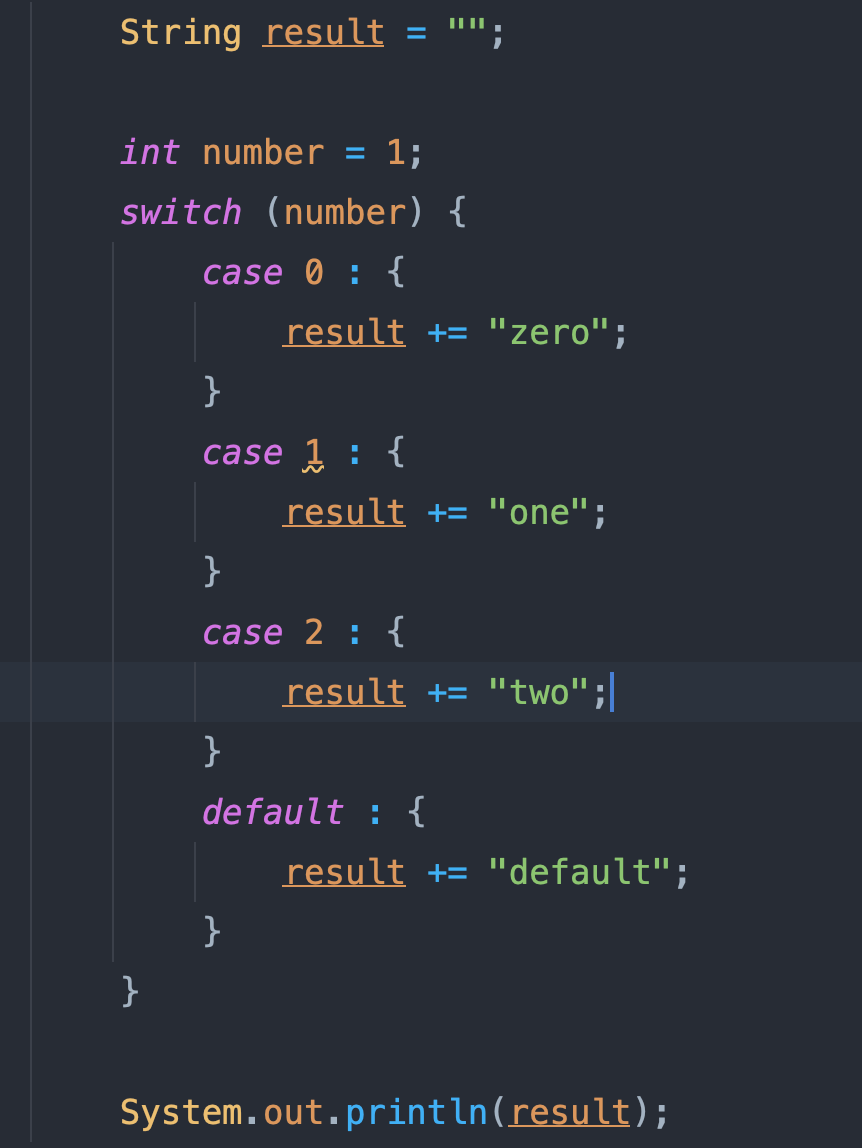 String result = "";
int number = 1;
switch (number) {
case 0 : {
result += "zero";
}
case 1 : {
result += "one";
}
case 2 : {
result += "two";
}
default : {
result += "default";
}
}
System.out.println(result);